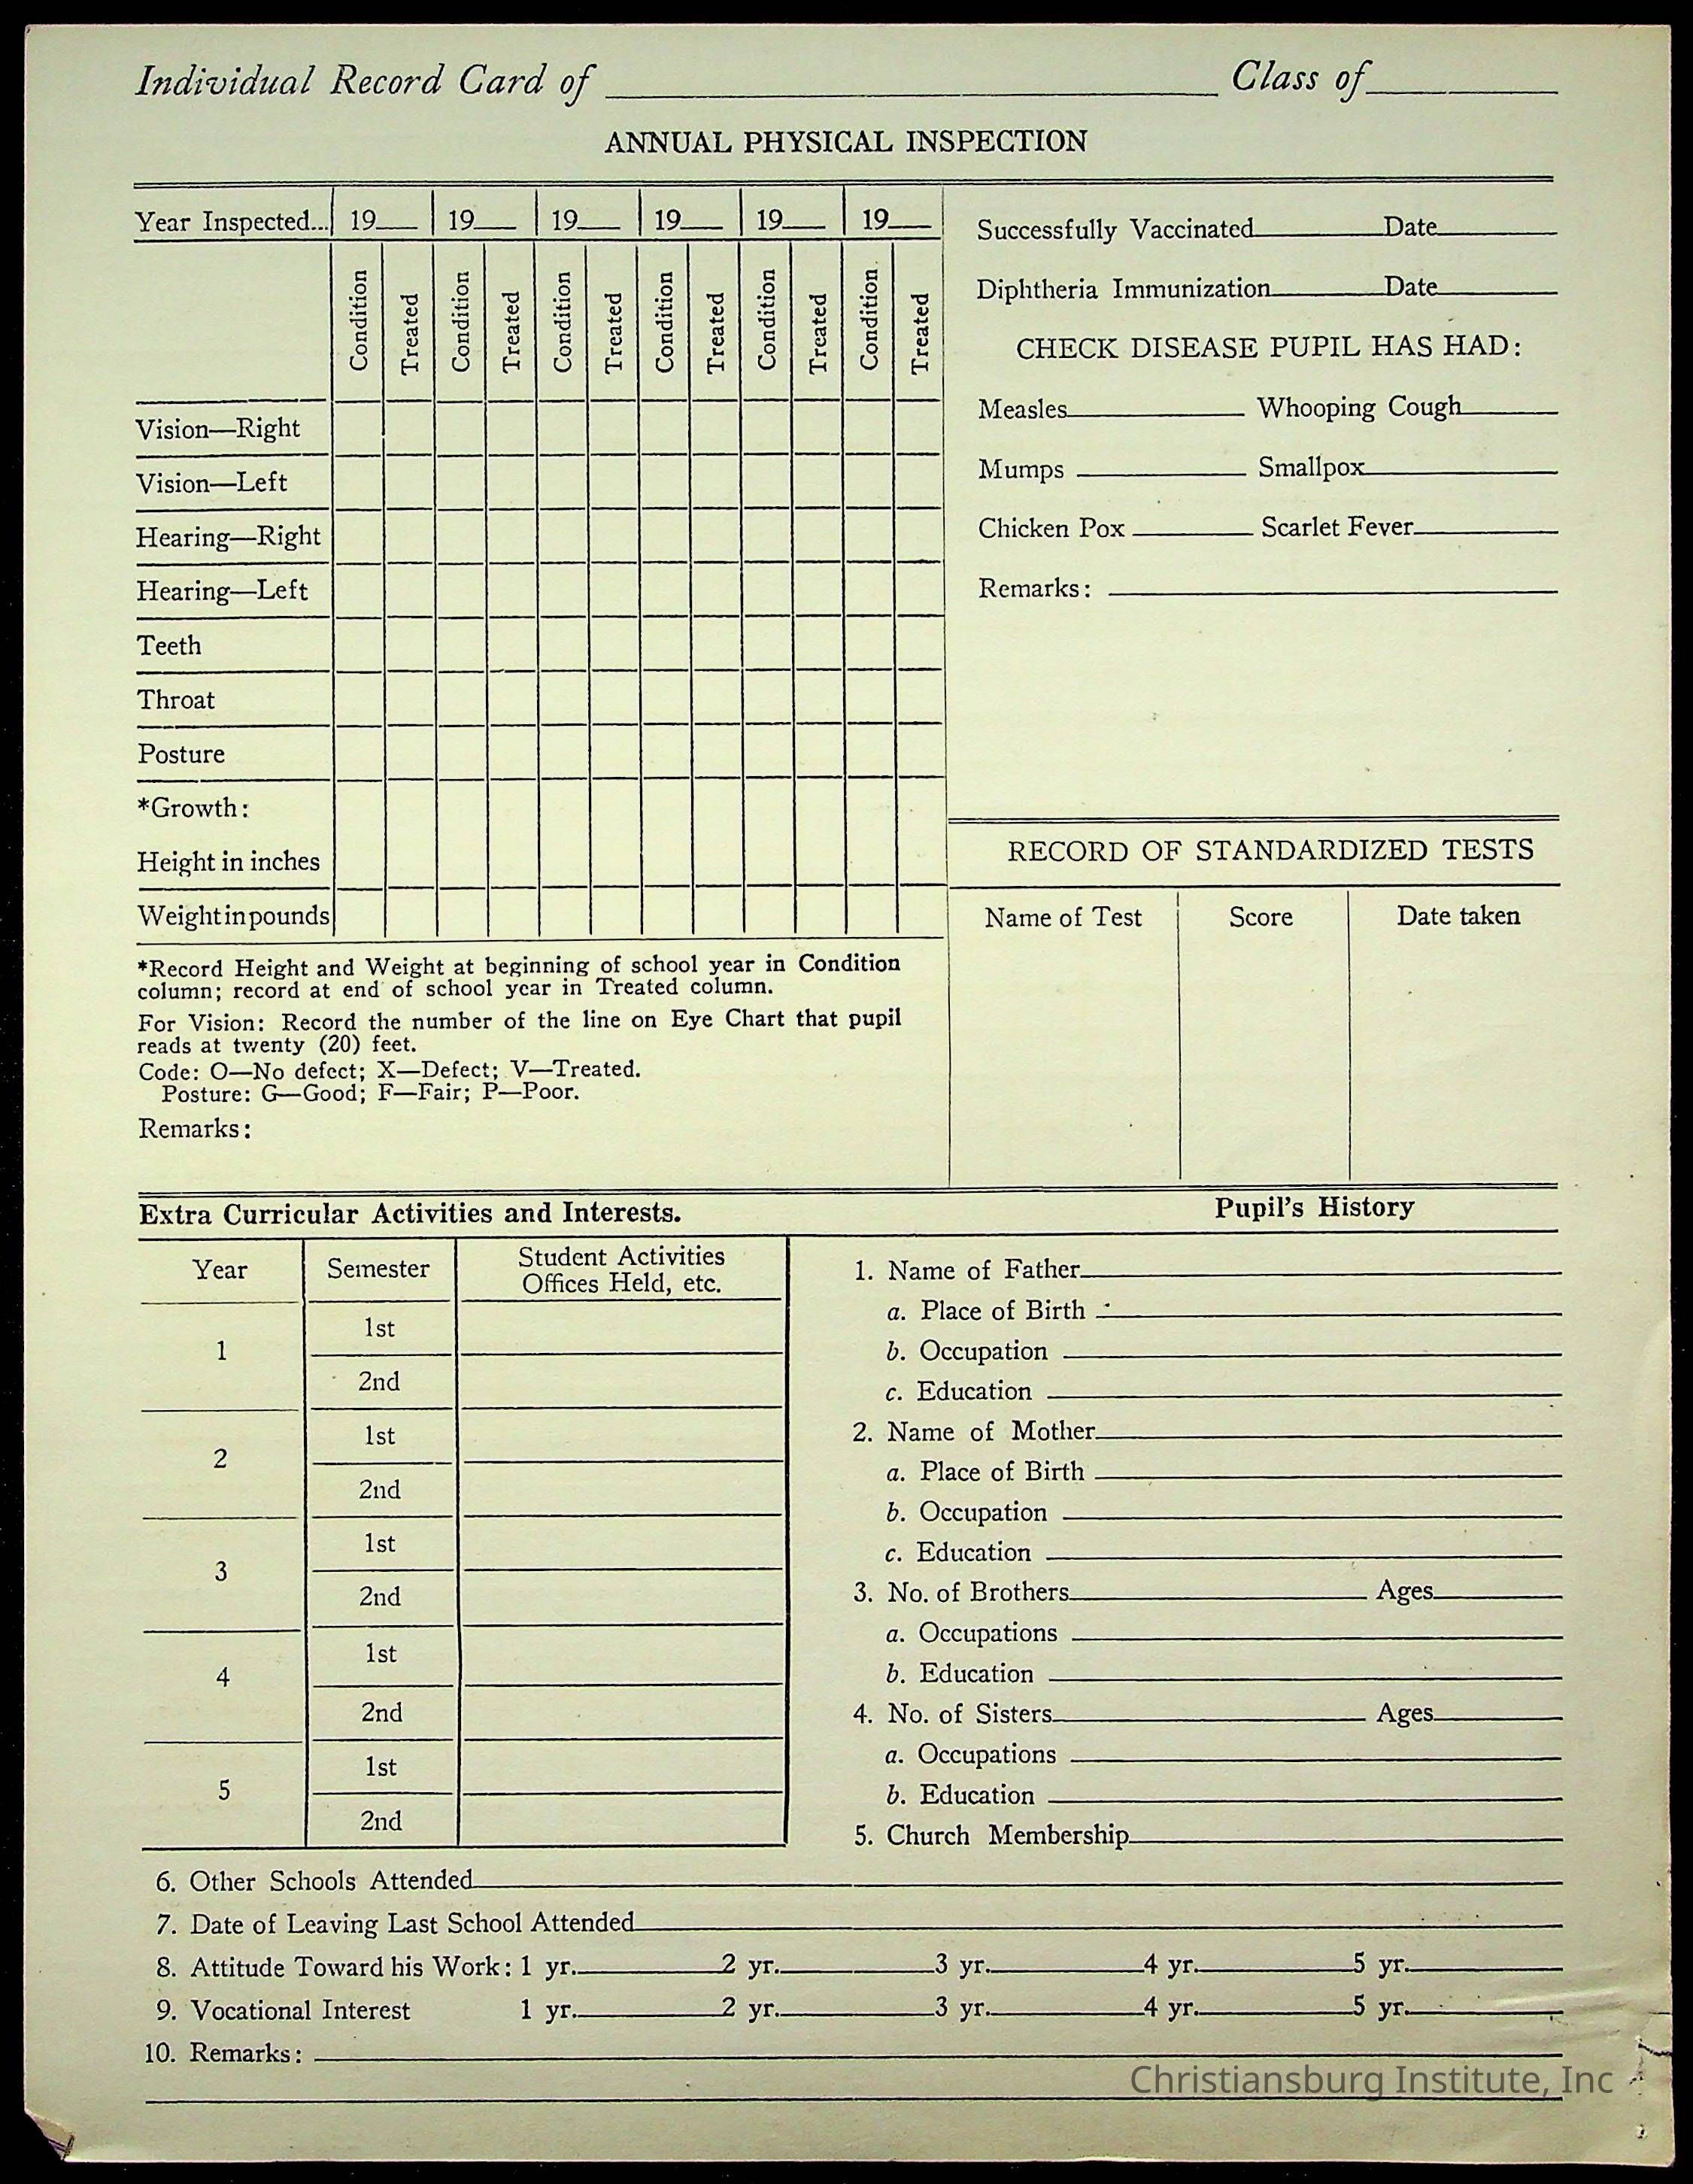 Individual Record Card of Class of
ANNUAL PHYSICAL INSPECTION
Year Inspected... 19 19 19 19 19 19
Condition Treated Condition Treated Condition Treated Condition Treated Condition Treated Condition Treated
Vision—Right
Vision—Left
Hearing—Right
Hearing—Left
Teeth
Throat
Posture
*Growth:
Height in inches
Weight in pounds
*Record Height and Weight at beginning of school year in Condition
column; record at end of school year in Treated column.
For Vision: Record the number of the line on Eye Chart that pupil
reads at twenty (20) feet.
Code: O—No defect; X—Defect; V—Treated.
Posture: G—Good; F—Fair; P—Poor.
Remarks:
Successfully Vaccinated Date
Diphtheria Immunization Date
CHECK DISEASE PUPIL HAS HAD:
Measles Whooping Cough
Mumps Smallpox
Chicken Pox Scarlet Fever
Remarks:
RECORD OF STANDARDIZED TESTS
Name of Test Score Date taken
Extra Curricular Activities and Interests.
Year Semester Student Activities
Offices Held, etc.
1 1st
2nd
2 1st
2nd
3 1st
2nd
4 1st
2nd
5 1st
2nd
Pupil's History
1. Name of Father
a. Place of Birth
b. Occupation
c. Education
2. Name of Mother
a. Place of Birth
b. Occupation
c. Education
3. No. of Brothers Ages
a. Occupations
b. Education
4. No. of Sisters Ages
a. Occupations
b. Education
5. Church Membership
6. Other Schools Attended
7. Date of Leaving Last School Attended
8. Attitude Toward his Work: 1 yr. 2 yr. 3 yr. 4 yr. 5 yr.
9. Vocational Interest 1 yr. 2 yr. 3 yr. 4 yr. 5 yr.
10. Remarks:
Christiansburg Institute, Inc